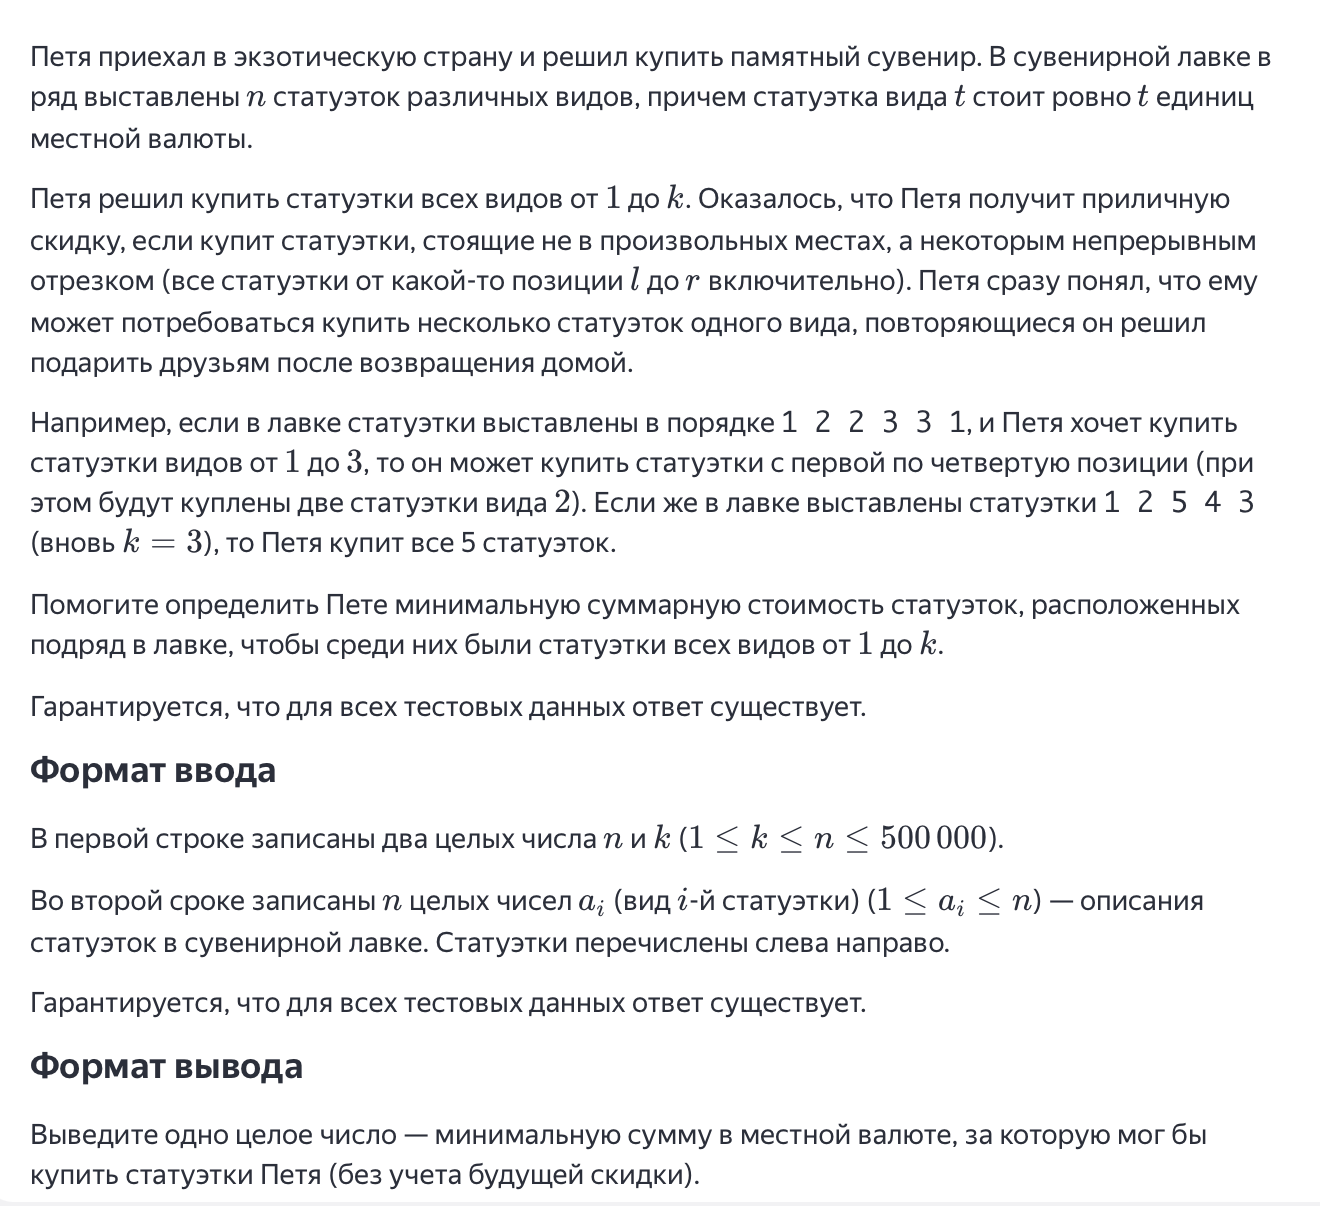 Петя приехал в экзотическую страну и решил купить памятный сувенир. В сувенирной лавке в
ряд выставлены n статуэток различных видов, причем статуэтка вида t стоит ровно t единиц
местной валюты.
Петя решил купить статуэтки всех видов от 1 до k. Оказалось, что Петя получит приличную
скидку, если купит статуэтки, стоящие не в произвольных местах, а некоторым непрерывным
отрезком (все статуэтки от какой-то позиции l до r включительно). Петя сразу понял, что ему
может потребоваться купить несколько статуэток одного вида, повторяющиеся он решил
подарить друзьям после возвращения домой.
Например, если в лавке статуэтки выставлены в порядке 1 2 2 3 3 1, и Петя хочет купить
статуэтки видов от 1 до 3, то он может купить статуэтки с первой по четвертую позиции (при
этом будут куплены две статуэтки вида 2). Если же в лавке выставлены статуэтки 1 2 5 4 3
(вновь k = 3), то Петя купит все 5 статуэток.
Помогите определить Пете минимальную суммарную стоимость статуэток, расположенных
подряд в лавке, чтобы среди них были статуэтки всех видов от 1 до k.
Гарантируется, что для всех тестовых данных ответ существует.
Формат ввода
В первой строке записаны два целых числа n и k (1 ≤ k ≤ n ≤ 500 000).
Во второй сроке записаны n целых чисел a_i (вид i-й статуэтки) (1 ≤ a_i ≤ n) — описания
статуэток в сувенирной лавке. Статуэтки перечислены слева направо.
Гарантируется, что для всех тестовых данных ответ существует.
Формат вывода
Выведите одно целое число — минимальную сумму в местной валюте, за которую мог бы
купить статуэтки Петя (без учета будущей скидки).